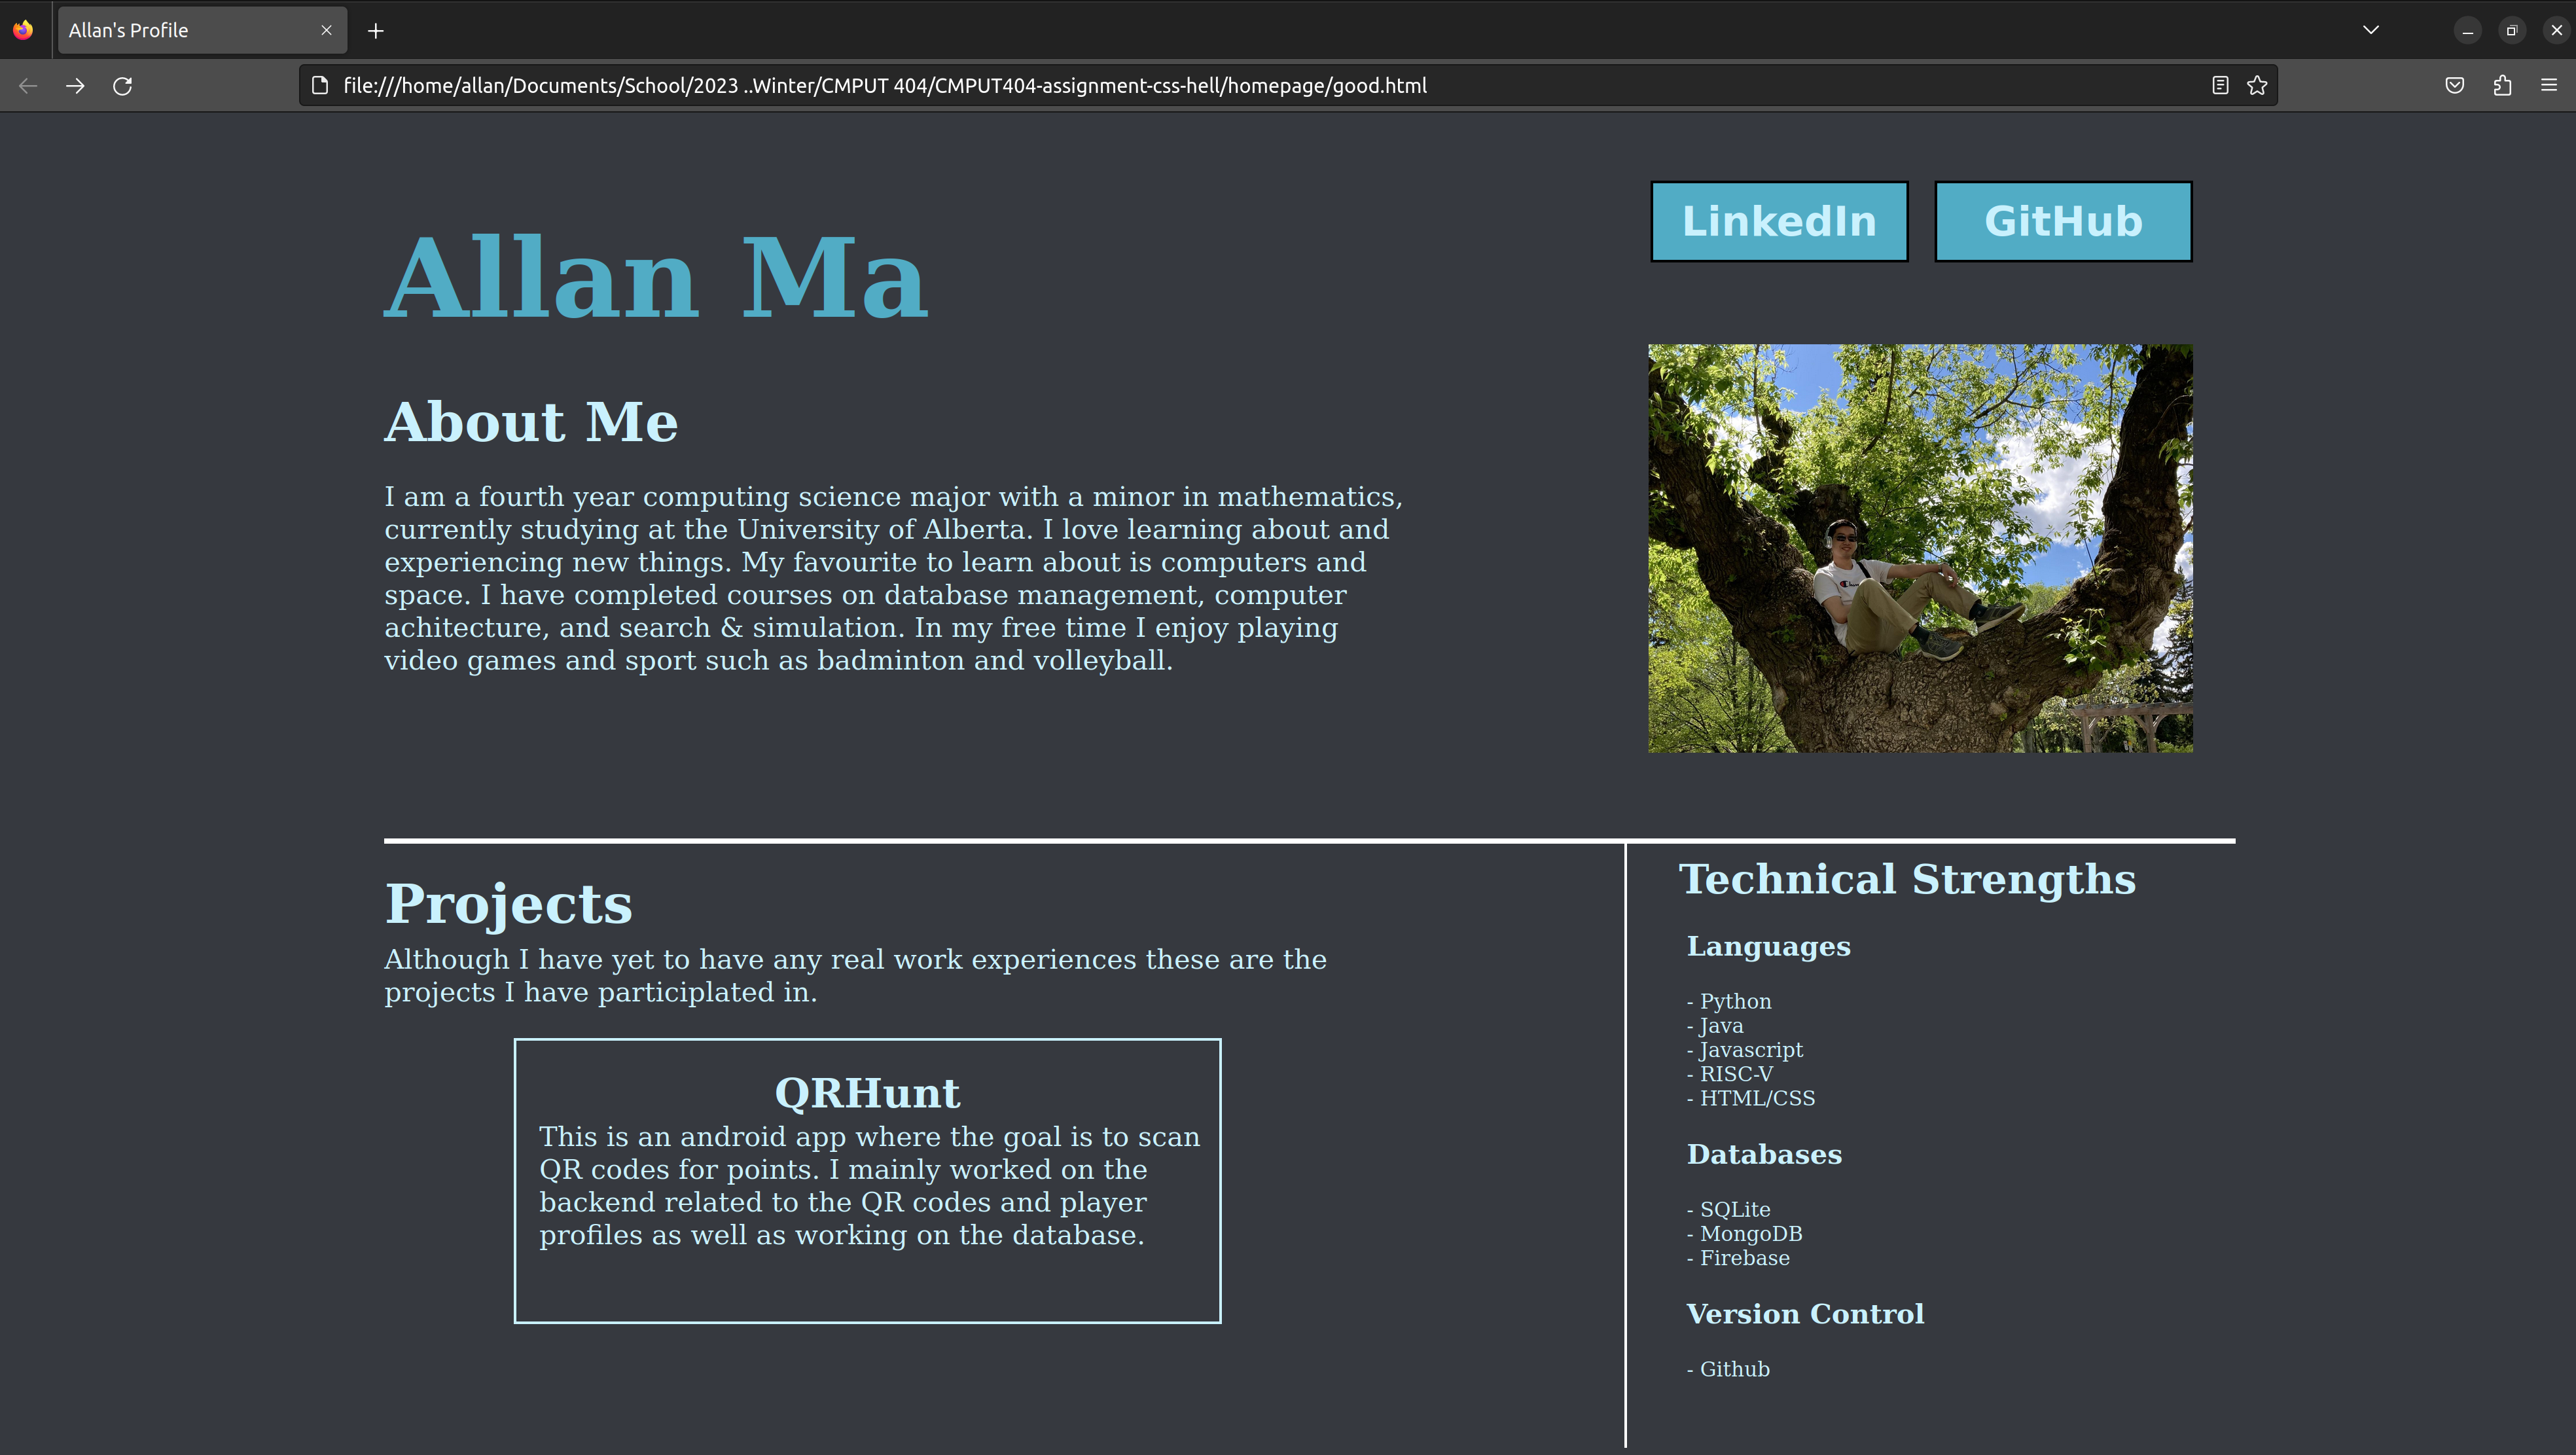 Allan's Profile
file:///home/allan/Documents/School/2023 ..Winter/CMPUT 404/CMPUT404-assignment-css-hell/homepage/good.html
LinkedIn
GitHub
Allan Ma
About Me
I am a fourth year computing science major with a minor in mathematics,
currently studying at the University of Alberta. I love learning about and
experiencing new things. My favourite to learn about is computers and
space. I have completed courses on database management, computer
achitecture, and search & simulation. In my free time I enjoy playing
video games and sport such as badminton and volleyball.
Projects
Although I have yet to have any real work experiences these are the
projects I have participlated in.
QRHunt
This is an android app where the goal is to scan
QR codes for points. I mainly worked on the
backend related to the QR codes and player
profiles as well as working on the database.
Technical Strengths
Languages
- Python
- Java
- Javascript
- RISC-V
- HTML/CSS
Databases
- SQLite
- MongoDB
- Firebase
Version Control
- Github